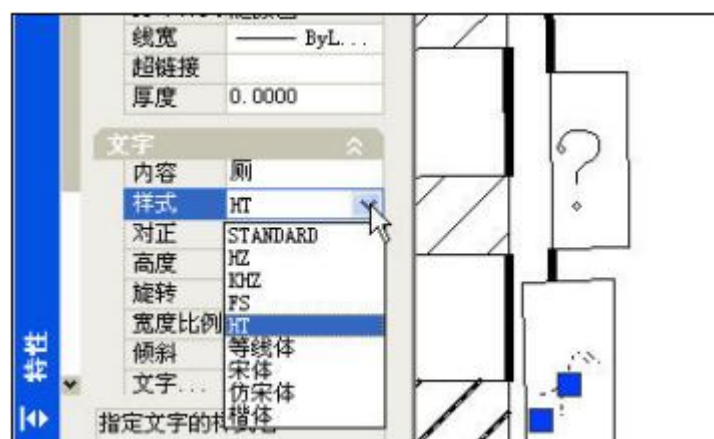 线宽 ByL...
超链接
厚度 0.0000
文字
内容 厕
样式 HT
对正 STANDARD
高度 HZ
KHZ
旋转 FS
宽度比例 HT
倾斜 等线体
宋体
文字... 仿宋体
楷体
指定文字的
特性
?